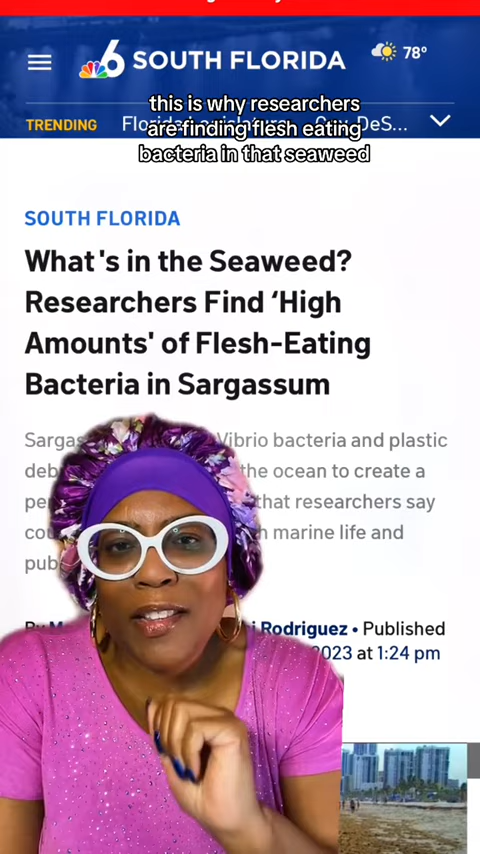 6 SOUTH FLORIDA
78°
this is why researchers
are finding flesh eating
bacteria in that seaweed
TRENDING
DeS...
SOUTH FLORIDA
What's in the Seaweed?
Researchers Find ‘High
Amounts' of Flesh-Eating
Bacteria in Sargassum
Vibrio bacteria and plastic
the ocean to create a
that researchers say
marine life and
Rodriguez • Published
2023 at 1:24 pm